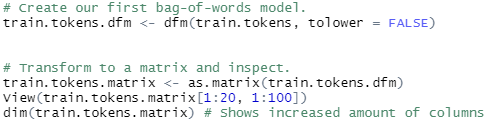 # Create our first bag-of-words model.
train.tokens.dfm <- dfm(train.tokens, tolower = FALSE)
# Transform to a matrix and inspect.
train.tokens.matrix <- as.matrix(train.tokens.dfm)
View(train.tokens.matrix[1:20, 1:100])
dim(train.tokens.matrix) # Shows increased amount of columns